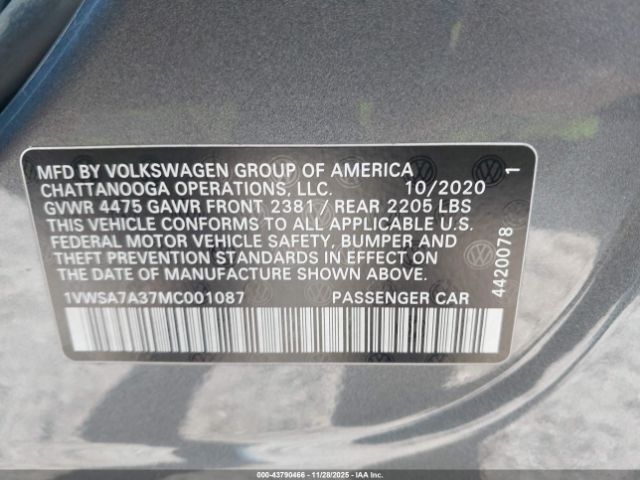 MFD BY VOLKSWAGEN GROUP OF AMERICA
CHATTANOOGA OPERATIONS, LLC. 10/2020
GVWR 4475 GAWR FRONT 2381 / REAR 2205 LBS
THIS VEHICLE CONFORMS TO ALL APPLICABLE
FEDERAL MOTOR VEHICLE SAFETY, BUMPER AND
THEFT PREVENTION STANDARDS IN EFFECT ON
THE DATE OF MANUFACTURE SHOWN ABOVE.
1VWSA7A37MC001087 PASSENGER CAR
4420078 1
000-43790466 - 11/28/2025 - IAAI.COM